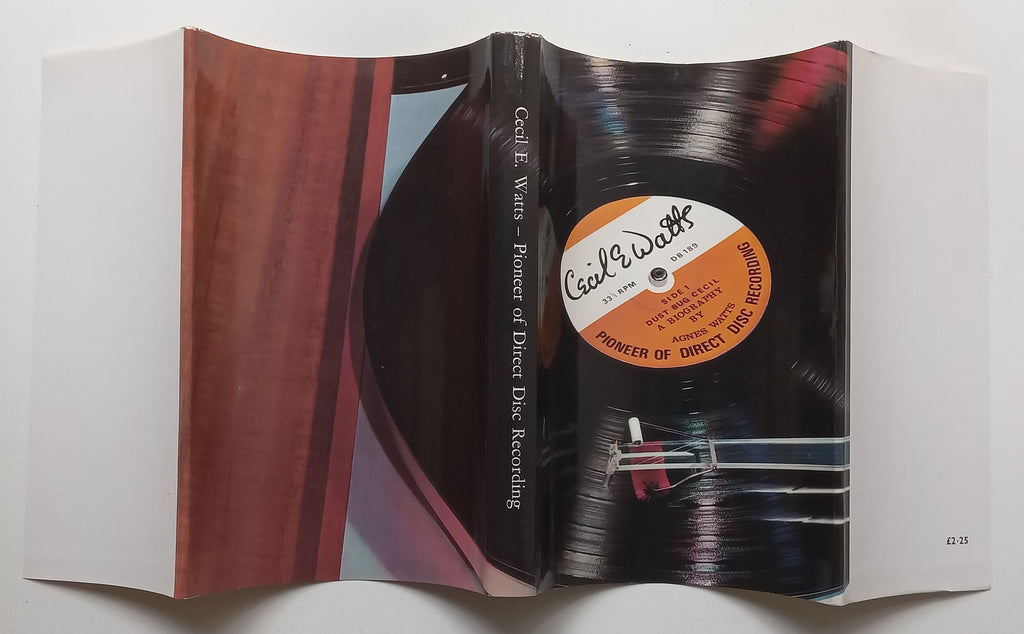 Cecil E. Watts – Pioneer of Direct Disc Recording
Cecil E Watts
33⅓ RPM
DB 189
SIDE 1
DUST BUG CECIL
A BIOGRAPHY
BY
AGNES WATTS
PIONEER OF DIRECT DISC RECORDING
£2·25